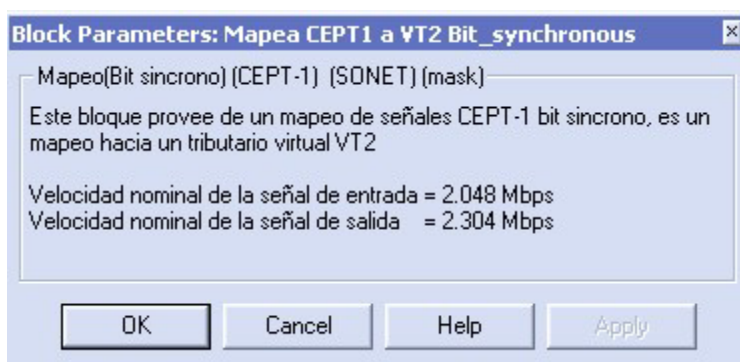 Block Parameters: Mapea CEPT1 a VT2 Bit_synchronous
Mapeo(Bit sincrono) (CEPT-1) (SONET) (mask)
Este bloque provee de un mapeo de señales CEPT-1 bit sincrono, es un
mapeo hacia un tributario virtual VT2
Velocidad nominal de la señal de entrada = 2.048 Mbps
Velocidad nominal de la señal de salida = 2.304 Mbps
OK Cancel Help Apply